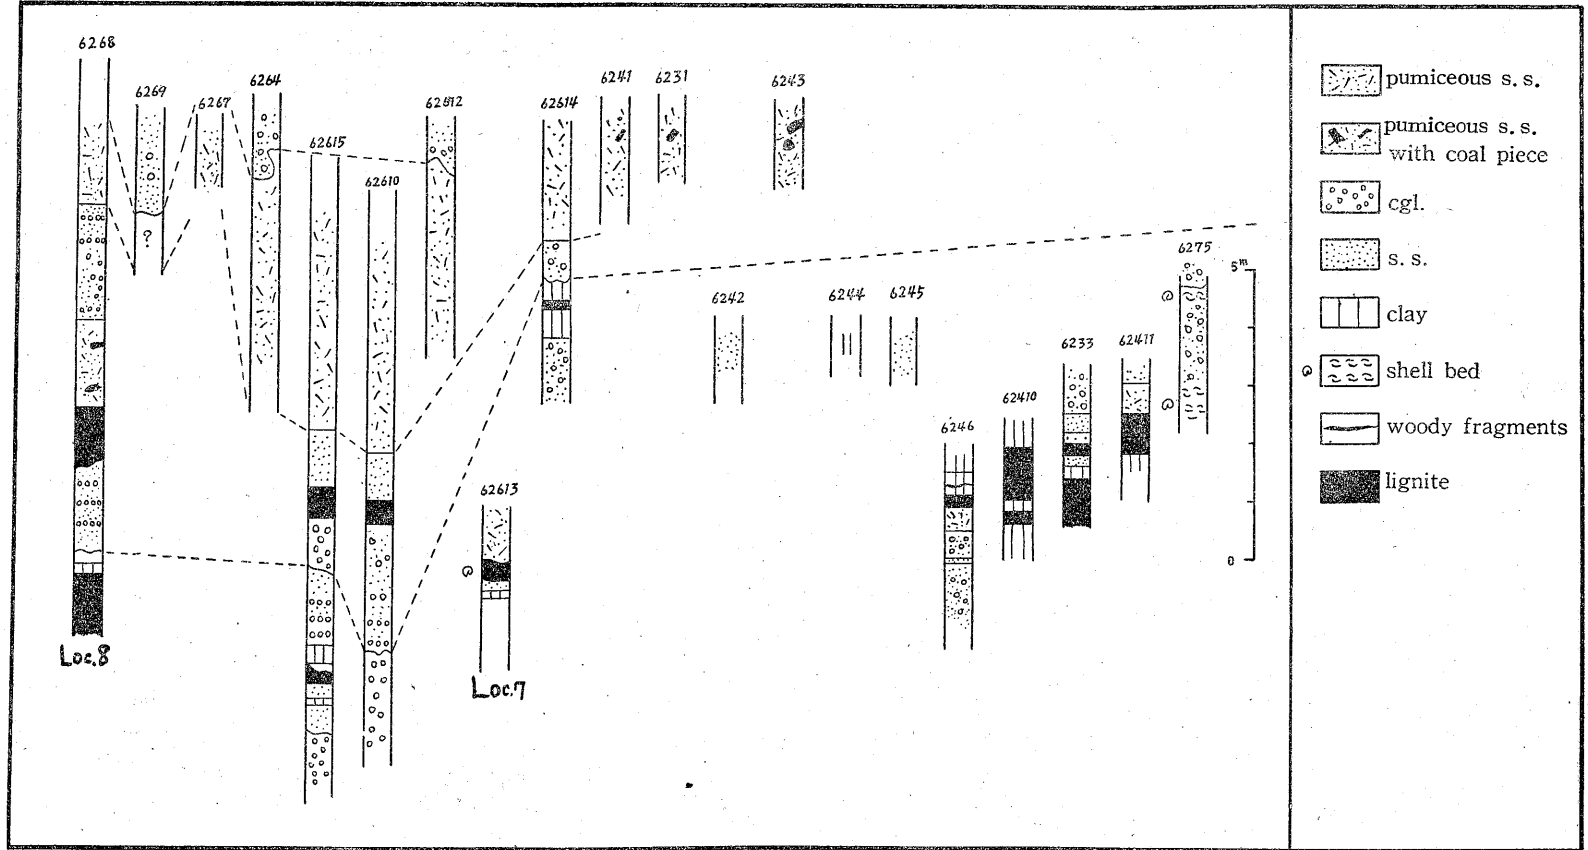 6268
6269
6267
6264
62615
62610
62612
62614
6241
6231
6243
?
6242
6244
6245
6246
62410
6233
62411
6275
5m
0
62613
Loc.8
Loc.7
pumiceous s.s.
pumiceous s.s.
with coal piece
cgl.
s.s.
clay
shell bed
woody fragments
lignite